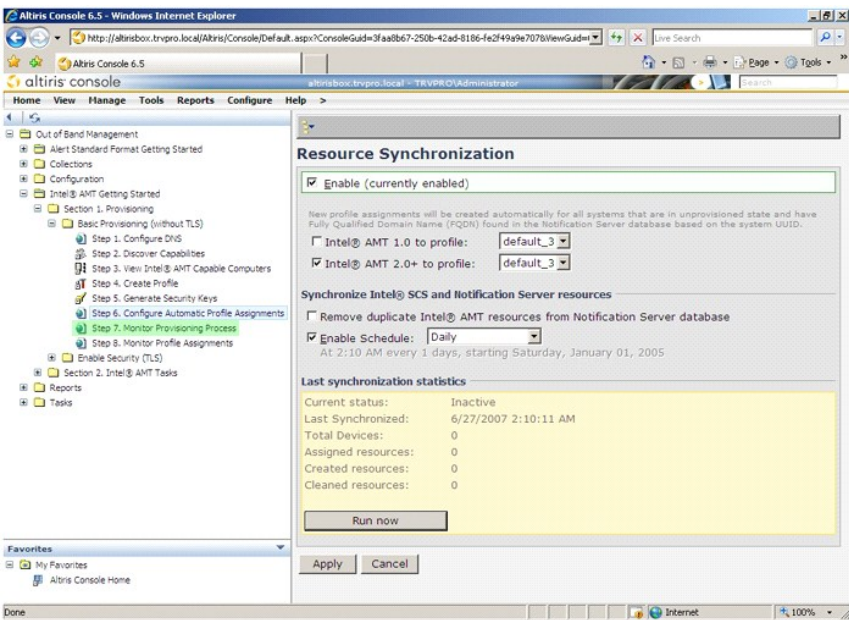 Altiris Console 6.5 - Windows Internet Explorer
http://altirisbox.trvpro.local/Altiris/Console/Default.aspx?ConsoleGuid=3faa8b67-250b-42ad-8186-fe2f49a9e707&ViewGuid=
Live Search
Altiris Console 6.5
Page
Tools
altiris console
altirisbox.trvpro.local - TRVPRO\Administrator
Search
Home View Manage Tools Reports Configure Help >
Out of Band Management
Alert Standard Format Getting Started
Collections
Configuration
Intel® AMT Getting Started
Section 1. Provisioning
Basic Provisioning (without TLS)
Step 1. Configure DNS
Step 2. Discover Capabilities
Step 3. View Intel® AMT Capable Computers
Step 4. Create Profile
Step 5. Generate Security Keys
Step 6. Configure Automatic Profile Assignments
Step 7. Monitor Provisioning Process
Step 8. Monitor Profile Assignments
Enable Security (TLS)
Section 2. Intel® AMT Tasks
Reports
Tasks
Favorites
My Favorites
Altiris Console Home
Resource Synchronization
Enable (currently enabled)
New profile assignments will be created automatically for all systems that are in unprovisioned state and have
Fully Qualified Domain Name (FQDN) found in the Notification Server database based on the system UUID.
Intel® AMT 1.0 to profile: default_3
Intel® AMT 2.0+ to profile: default_3
Synchronize Intel® SCS and Notification Server resources
Remove duplicate Intel® AMT resources from Notification Server database
Enable Schedule: Daily
At 2:10 AM every 1 days, starting Saturday, January 01, 2005
Last synchronization statistics
Current status: Inactive
Last Synchronized: 6/27/2007 2:10:11 AM
Total Devices: 0
Assigned resources: 0
Created resources: 0
Cleaned resources: 0
Run now
Apply Cancel
Done
Internet
100%